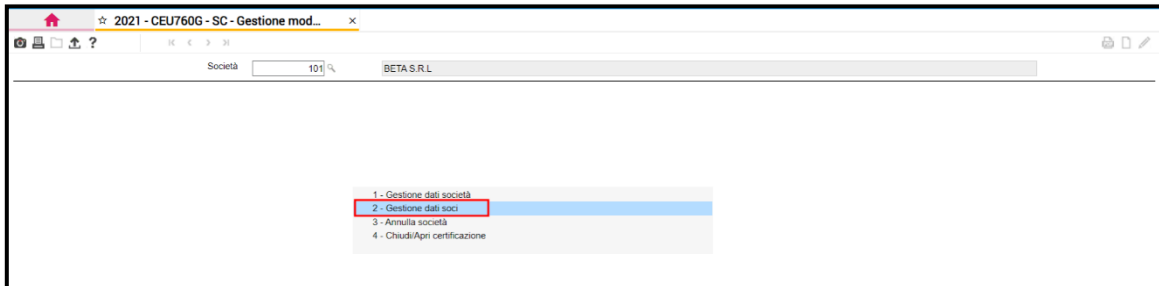 ☆ 2021 - CEU760G - SC - Gestione mod... ×
?
Società 101 BETA S.R.L
1 - Gestione dati società
2 - Gestione dati soci
3 - Annulla società
4 - Chiudi/Apri certificazione